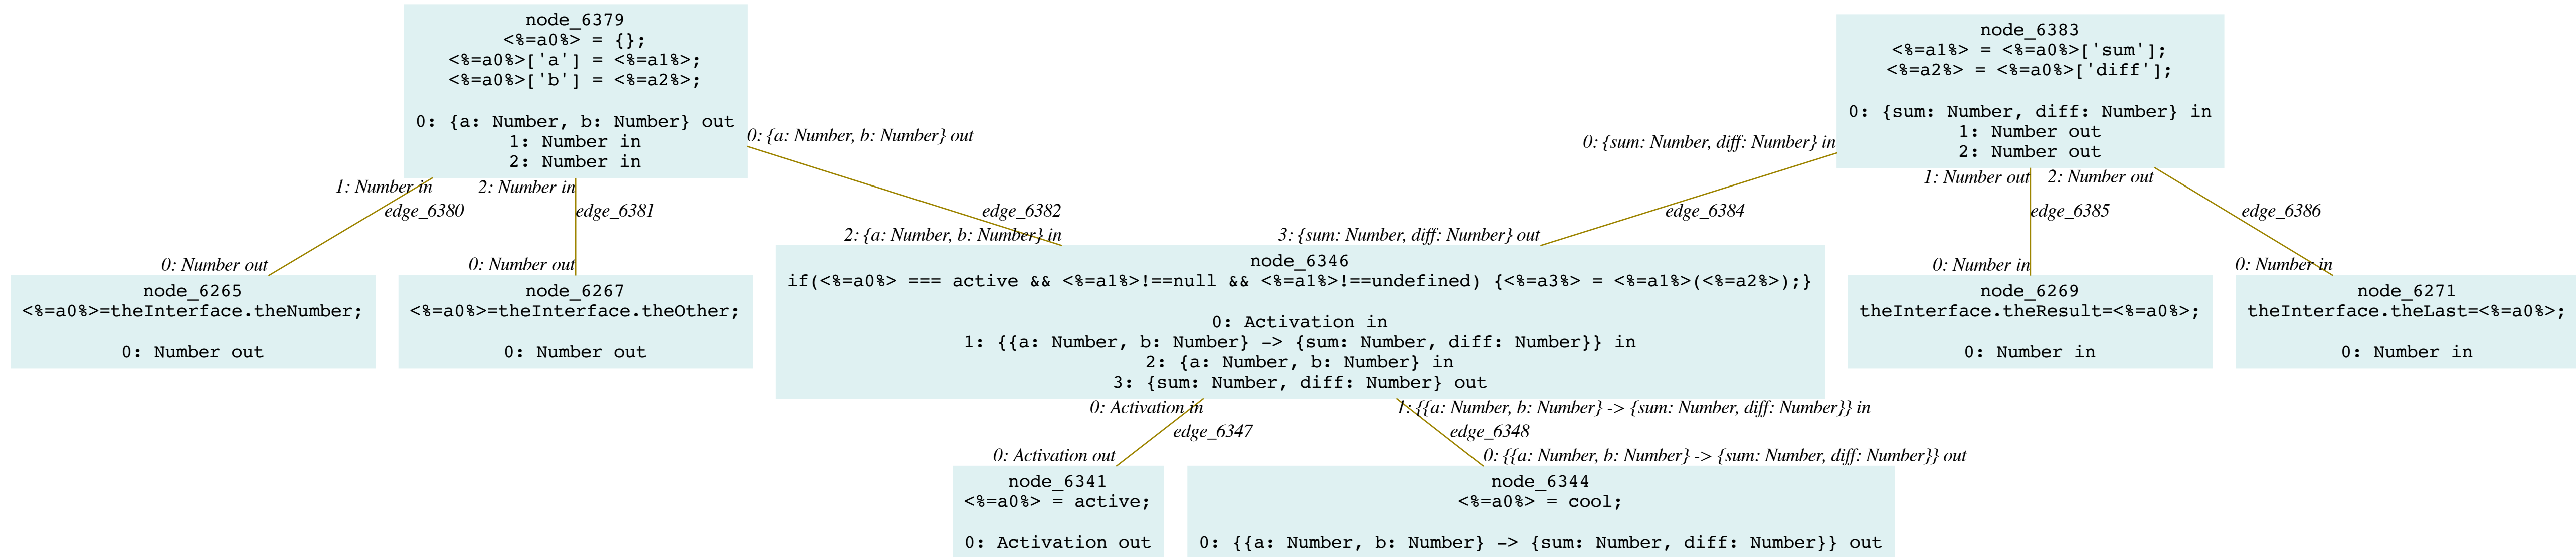 node_6379
<%=a0%> = {};
<%=a0%>['a'] = <%=a1%>;
<%=a0%>['b'] = <%=a2%>;
0: {a: Number, b: Number} out
1: Number in
2: Number in
node_6383
<%=a1%> = <%=a0%>['sum'];
<%=a2%> = <%=a0%>['diff'];
0: {sum: Number, diff: Number} in
1: Number out
2: Number out
0: {a: Number, b: Number} out
0: {sum: Number, diff: Number} in
1: Number in
2: Number in
1: Number out
2: Number out
edge_6380
edge_6381
edge_6382
edge_6384
edge_6385
edge_6386
0: Number out
0: Number out
2: {a: Number, b: Number} in
3: {sum: Number, diff: Number} out
0: Number in
0: Number in
node_6265
<%=a0%>=theInterface.theNumber;
0: Number out
node_6267
<%=a0%>=theInterface.theOther;
0: Number out
node_6346
if(<%=a0%> === active && <%=a1%>!==null && <%=a1%>!==undefined) {<%=a3%> = <%=a1%>(<%=a2%>);}
0: Activation in
1: {{a: Number, b: Number} -> {sum: Number, diff: Number}} in
2: {a: Number, b: Number} in
3: {sum: Number, diff: Number} out
node_6269
theInterface.theResult=<%=a0%>;
0: Number in
node_6271
theInterface.theLast=<%=a0%>;
0: Number in
0: Activation in
1: {{a: Number, b: Number} -> {sum: Number, diff: Number}} in
edge_6347
edge_6348
0: Activation out
0: {{a: Number, b: Number} -> {sum: Number, diff: Number}} out
node_6341
<%=a0%> = active;
0: Activation out
node_6344
<%=a0%> = cool;
0: {{a: Number, b: Number} -> {sum: Number, diff: Number}} out